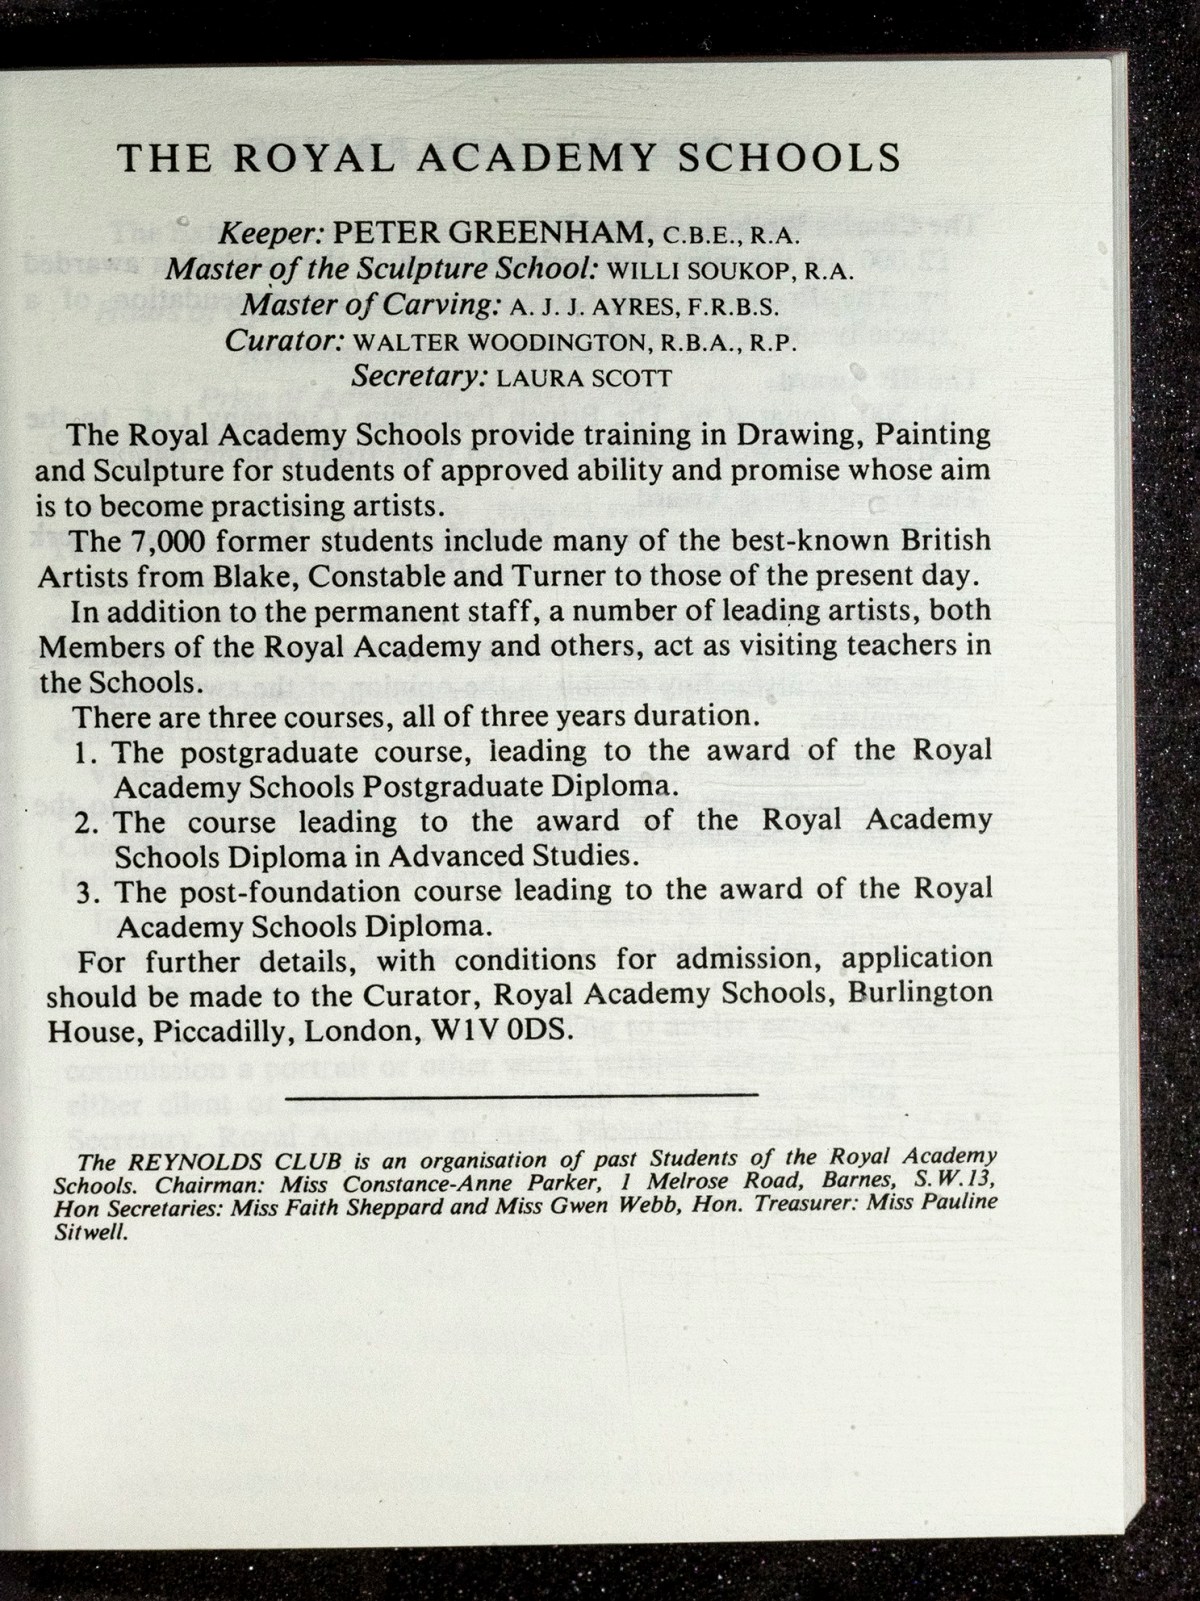 THE ROYAL ACADEMY SCHOOLS
Keeper: PETER GREENHAM, C.B.E., R.A.
Master of the Sculpture School: WILLI SOUKOP, R.A.
Master of Carving: A. J. J. AYRES, F.R.B.S.
Curator: WALTER WOODINGTON, R.B.A., R.P.
Secretary: LAURA SCOTT
The Royal Academy Schools provide training in Drawing, Painting
and Sculpture for students of approved ability and promise whose aim
is to become practising artists.
The 7,000 former students include many of the best-known British
Artists from Blake, Constable and Turner to those of the present day.
In addition to the permanent staff, a number of leading artists, both
Members of the Royal Academy and others, act as visiting teachers in
the Schools.
There are three courses, all of three years duration.
1. The postgraduate course, leading to the award of the Royal
Academy Schools Postgraduate Diploma.
2. The course leading to the award of the Royal Academy
Schools Diploma in Advanced Studies.
3. The post-foundation course leading to the award of the Royal
Academy Schools Diploma.
For further details, with conditions for admission, application
should be made to the Curator, Royal Academy Schools, Burlington
House, Piccadilly, London, W1V 0DS.
The REYNOLDS CLUB is an organisation of past Students of the Royal Academy
Schools. Chairman: Miss Constance-Anne Parker, 1 Melrose Road, Barnes, S.W.13,
Hon Secretaries: Miss Faith Sheppard and Miss Gwen Webb, Hon. Treasurer: Miss Pauline
Sitwell.